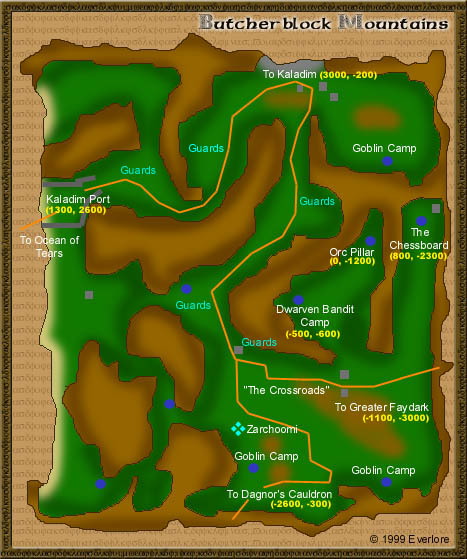 Butcherblock Mountains
To Kaladim (3000, -200)
Guards
Goblin Camp
Guards
Kaladim Port
(1300, 2600)
Guards
The
Chessboard
(800, -2300)
To Ocean of
Tears
Orc Pillar
(0, -1200)
Guards
Dwarven Bandit
Camp
(-500, -600)
Guards
"The Crossroads"
To Greater Faydark
(-1100, -3000)
Zarchoomi
Goblin Camp
Goblin Camp
To Dagnor's Cauldron
(-2600, -300)
© 1999 Everlore